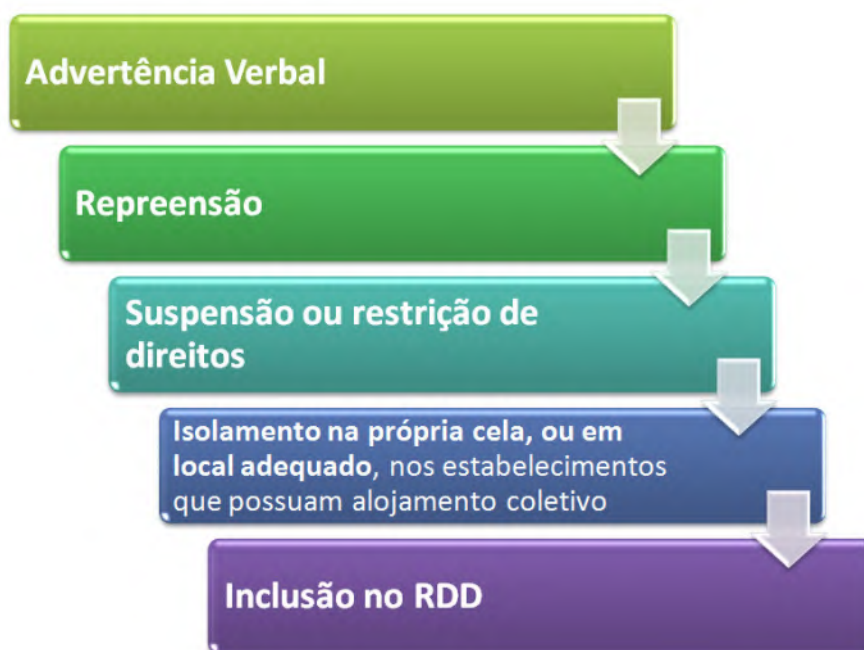 Advertência Verbal
Repreensão
Suspensão ou restrição de
direitos
Isolamento na própria cela, ou em
local adequado, nos estabelecimentos
que possuam alojamento coletivo
Inclusão no RDD